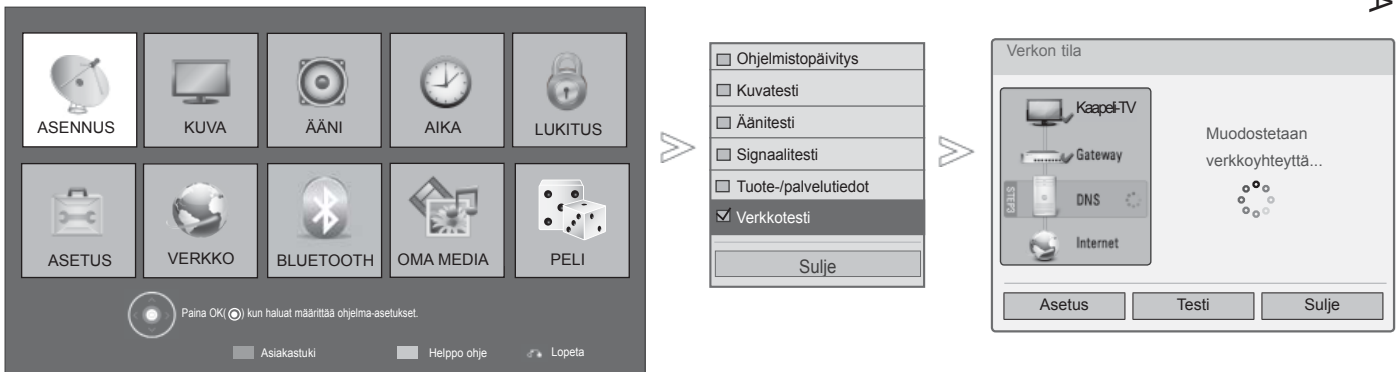 ASENNUS
KUVA
ÄÄNI
AIKA
LUKITUS
ASETUS
VERKKO
BLUETOOTH
OMA MEDIA
PELI
Paina OK(◉) kun haluat määrittää ohjelma-asetukset.
Asiakastuki
Helppo ohje
Lopeta
Ohjelmistopäivitys
Kuvatesti
Äänitesti
Signaalitesti
Tuote-/palvelutiedot
Verkkotesti
Sulje
Verkon tila
Kaapeli-TV
Gateway
STEP3
DNS
Internet
Muodostetaan
verkkoyhteyttä...
Asetus
Testi
Sulje
A